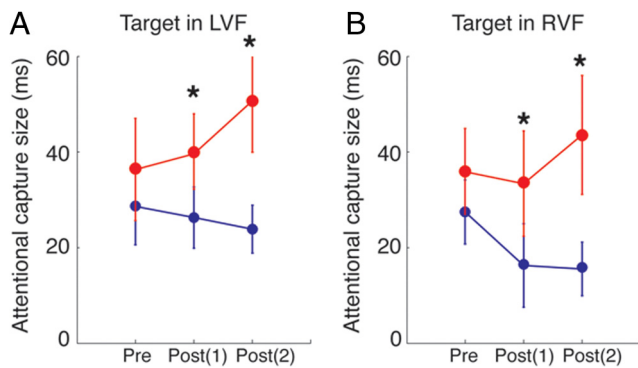 A
Target in LVF
Attentional capture size (ms)
60
40
20
0
*
*
Pre Post(1) Post(2)
B
Target in RVF
Attentional capture size (ms)
60
40
20
0
*
*
Pre Post(1) Post(2)